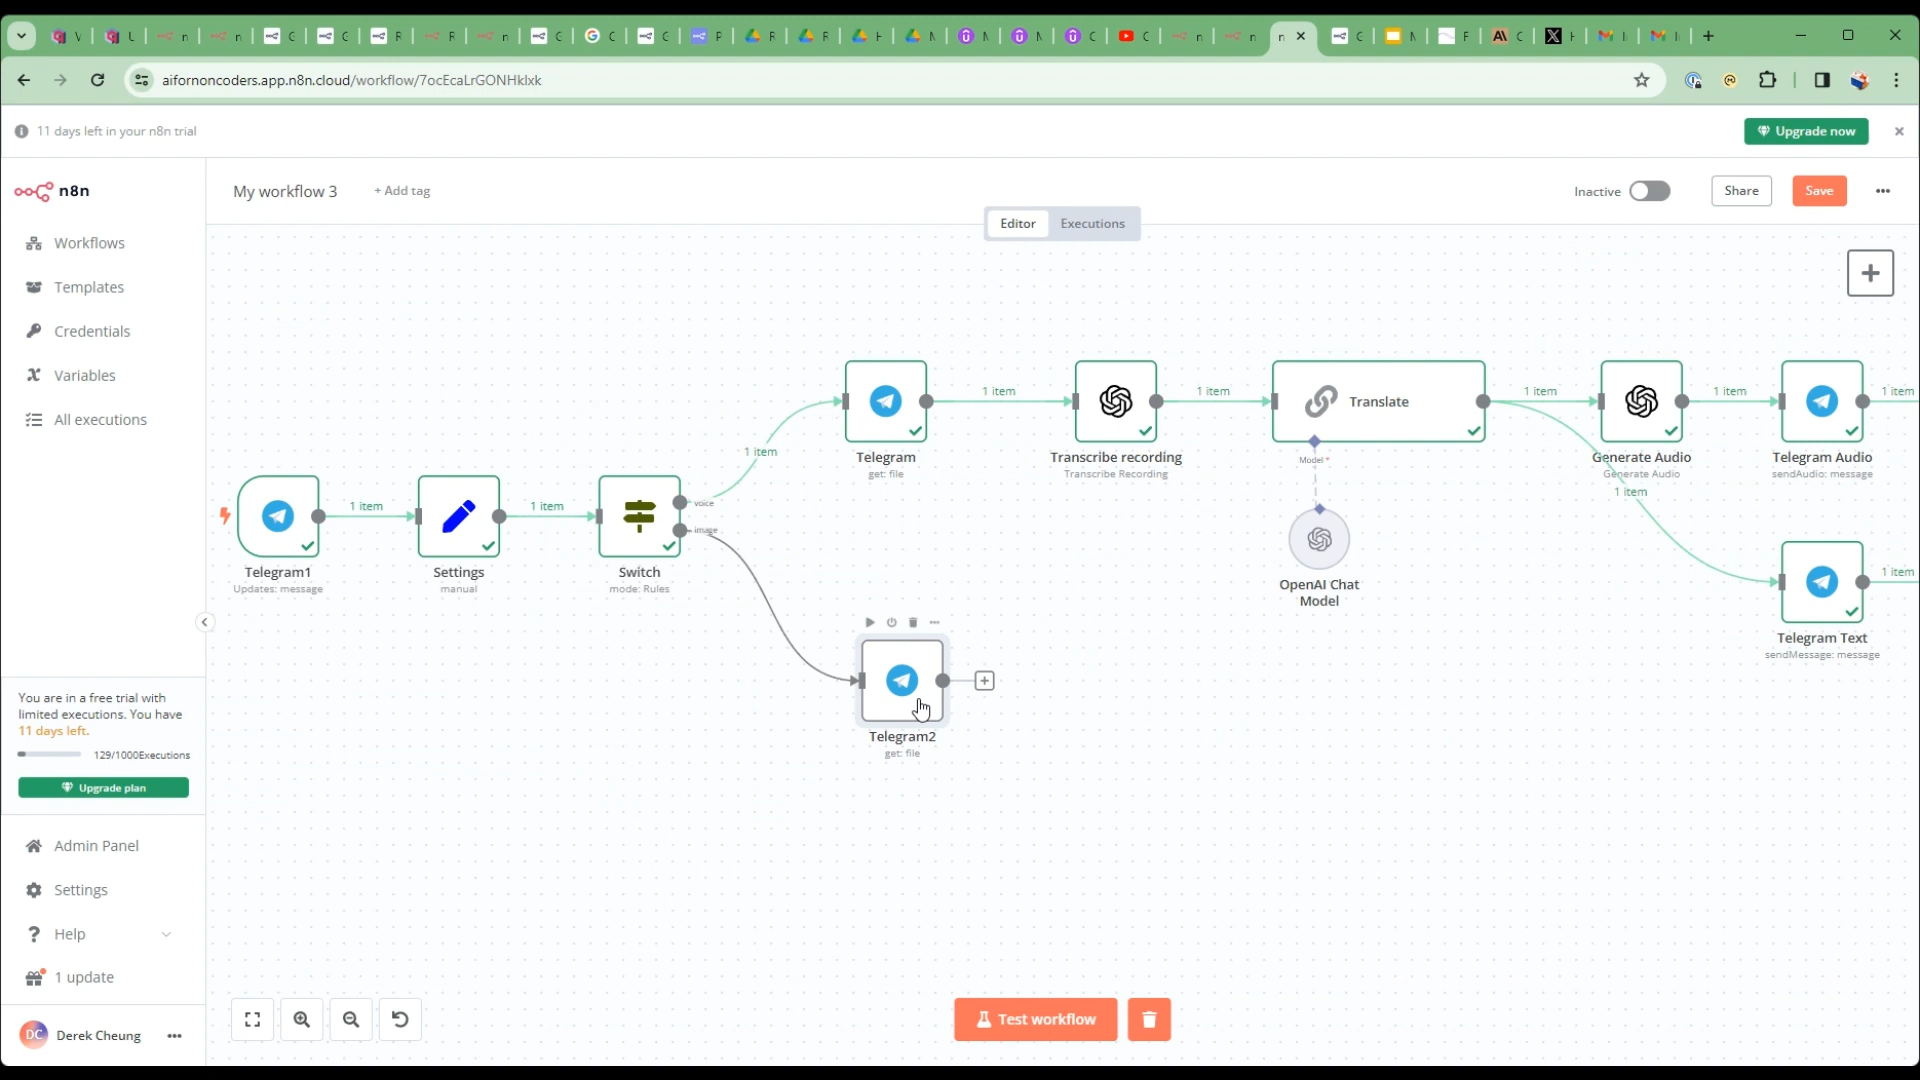 aifornoncoders.app.n8n.cloud/workflow/7ocEcaLrGONHklxk
11 days left in your n8n trial
Upgrade now
n8n
My workflow 3
+ Add tag
Inactive
Share
Save
Editor
Executions
Workflows
Templates
Credentials
Variables
All executions
You are in a free trial with
limited executions. You have
11 days left.
129/1000Executions
Upgrade plan
Admin Panel
Settings
Help
1 update
DC
Derek Cheung
Telegram1
Updates: message
1 item
Settings
manual
1 item
Switch
mode: Rules
voice
image
1 item
Telegram
get: file
1 item
Transcribe recording
Transcribe Recording
1 item
Translate
Model *
OpenAI Chat
Model
1 item
Generate Audio
Generate Audio
1 item
1 item
Telegram Audio
sendAudio: message
1 item
Telegram Text
sendMessage: message
1 item
Telegram2
get: file
Test workflow